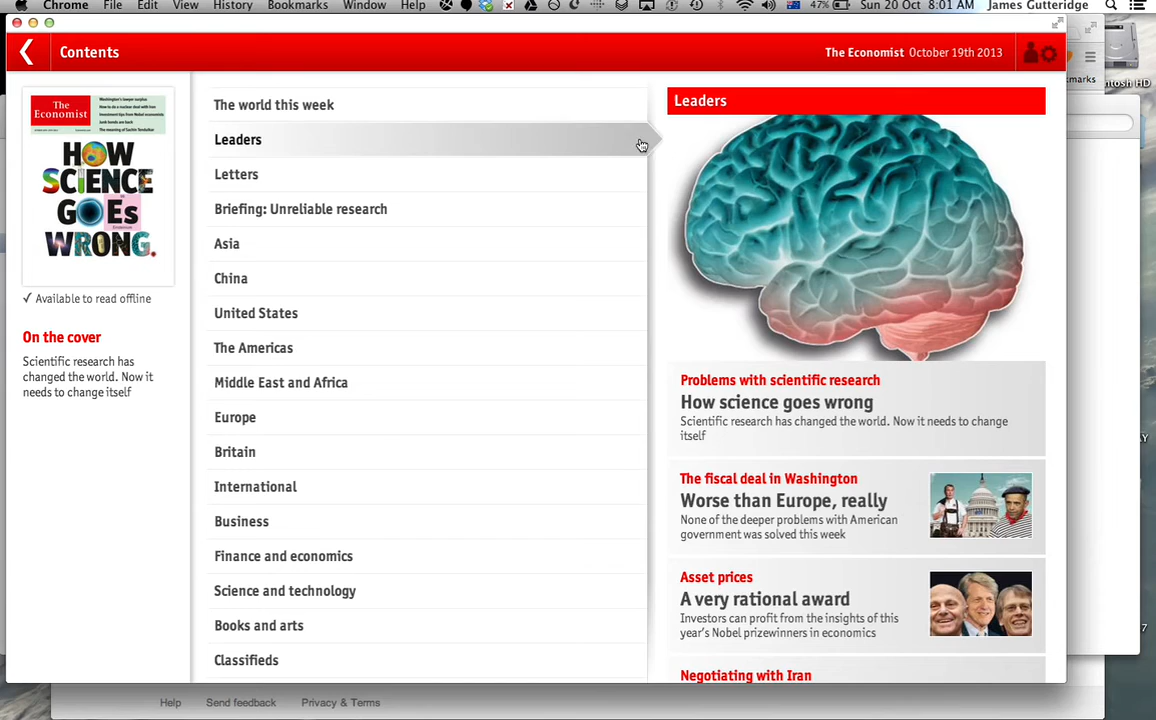 Chrome File Edit View History Bookmarks Window Help 47% Sun 20 Oct 8:01 AM James Gutteridge
Contents
The Economist October 19th 2013
The
Economist
HOW
SCIENCE
GOEs
WRONG.
✓ Available to read offline
On the cover
Scientific research has
changed the world. Now it
needs to change itself
The world this week
Leaders
Letters
Briefing: Unreliable research
Asia
China
United States
The Americas
Middle East and Africa
Europe
Britain
International
Business
Finance and economics
Science and technology
Books and arts
Classifieds
Leaders
Problems with scientific research
How science goes wrong
Scientific research has changed the world. Now it needs to change
itself
The fiscal deal in Washington
Worse than Europe, really
None of the deeper problems with American
government was solved this week
Asset prices
A very rational award
Investors can profit from the insights of this
year's Nobel prizewinners in economics
Negotiating with Iran
kmarks
ntosh HD
Help Send feedback Privacy & Terms